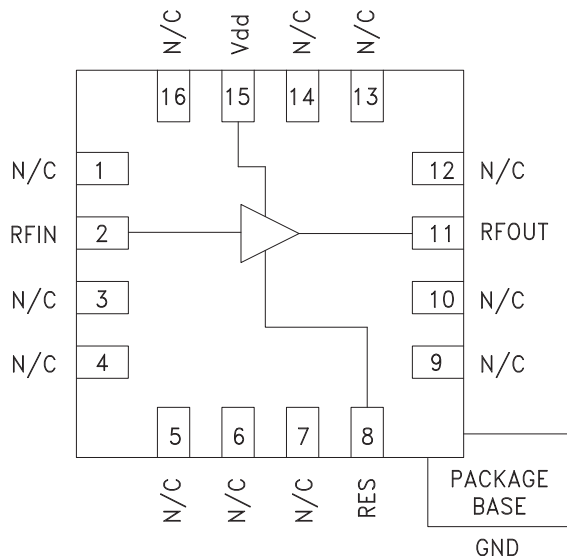 N/C Vdd N/C N/C
16 15 14 13
N/C 1 12 N/C
RFIN 2 11 RFOUT
N/C 3 10 N/C
N/C 4 9 N/C
5 6 7 8
N/C N/C N/C RES
PACKAGE
BASE
GND